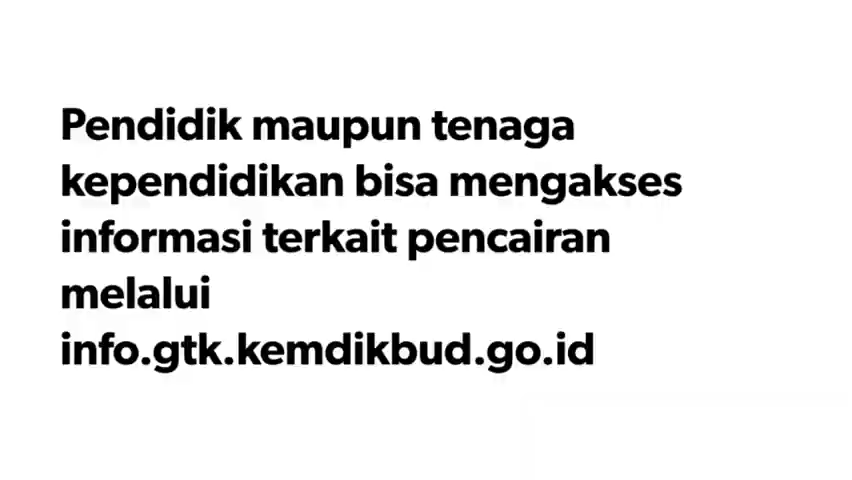 Pendidik maupun tenaga
kependidikan bisa mengakses
informasi terkait pencairan
melalui
info.gtk.kemdikbud.go.id